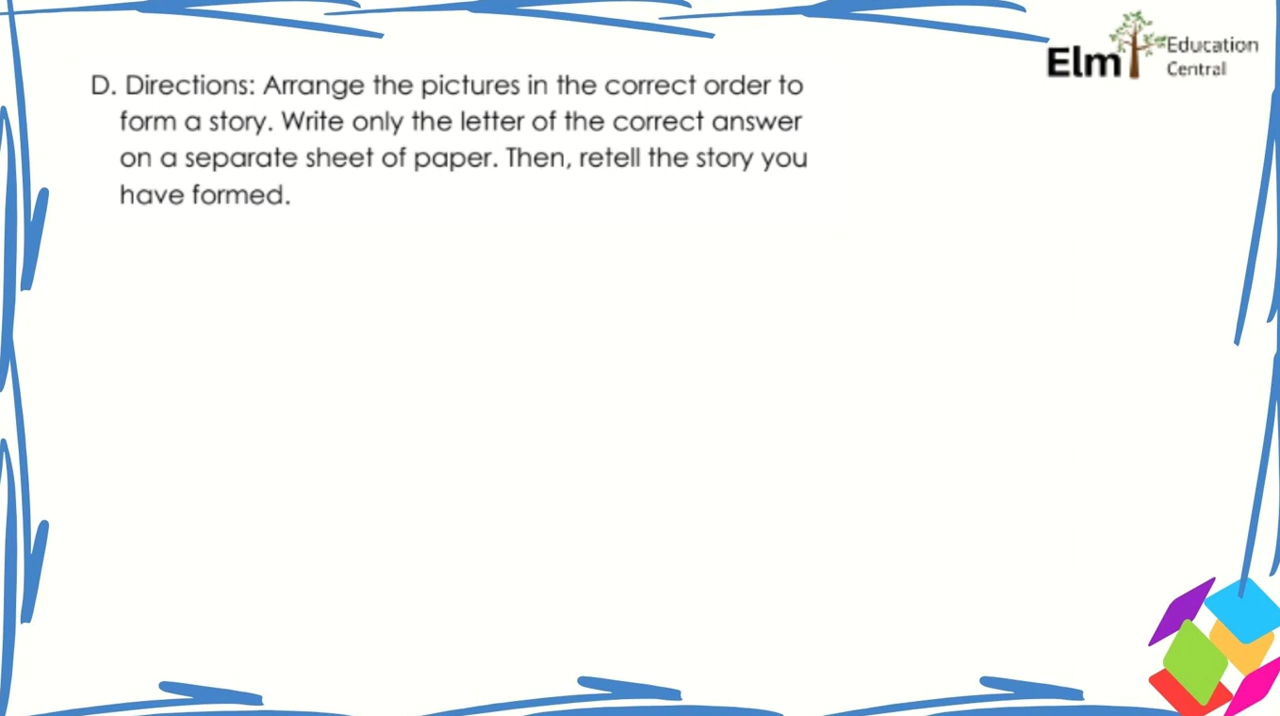 Elm Education
Central
D. Directions: Arrange the pictures in the correct order to
form a story. Write only the letter of the correct answer
on a separate sheet of paper. Then, retell the story you
have formed.